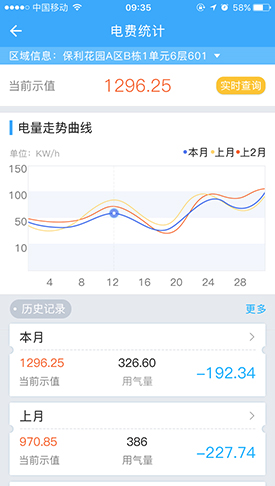 中国移动 09:35 58%
电费统计
区域信息：保利花园A区B栋1单元6层601
当前示值 1296.25 实时查询
电量走势曲线
单位：KW/h 本月 上月 上2月
150
100
50
10
4 8 12 16 20 24 28
历史记录 更多
本月
1296.25 326.60 -192.34
当前示值 用气量
上月
970.85 386 -227.74
当前示值 用气量